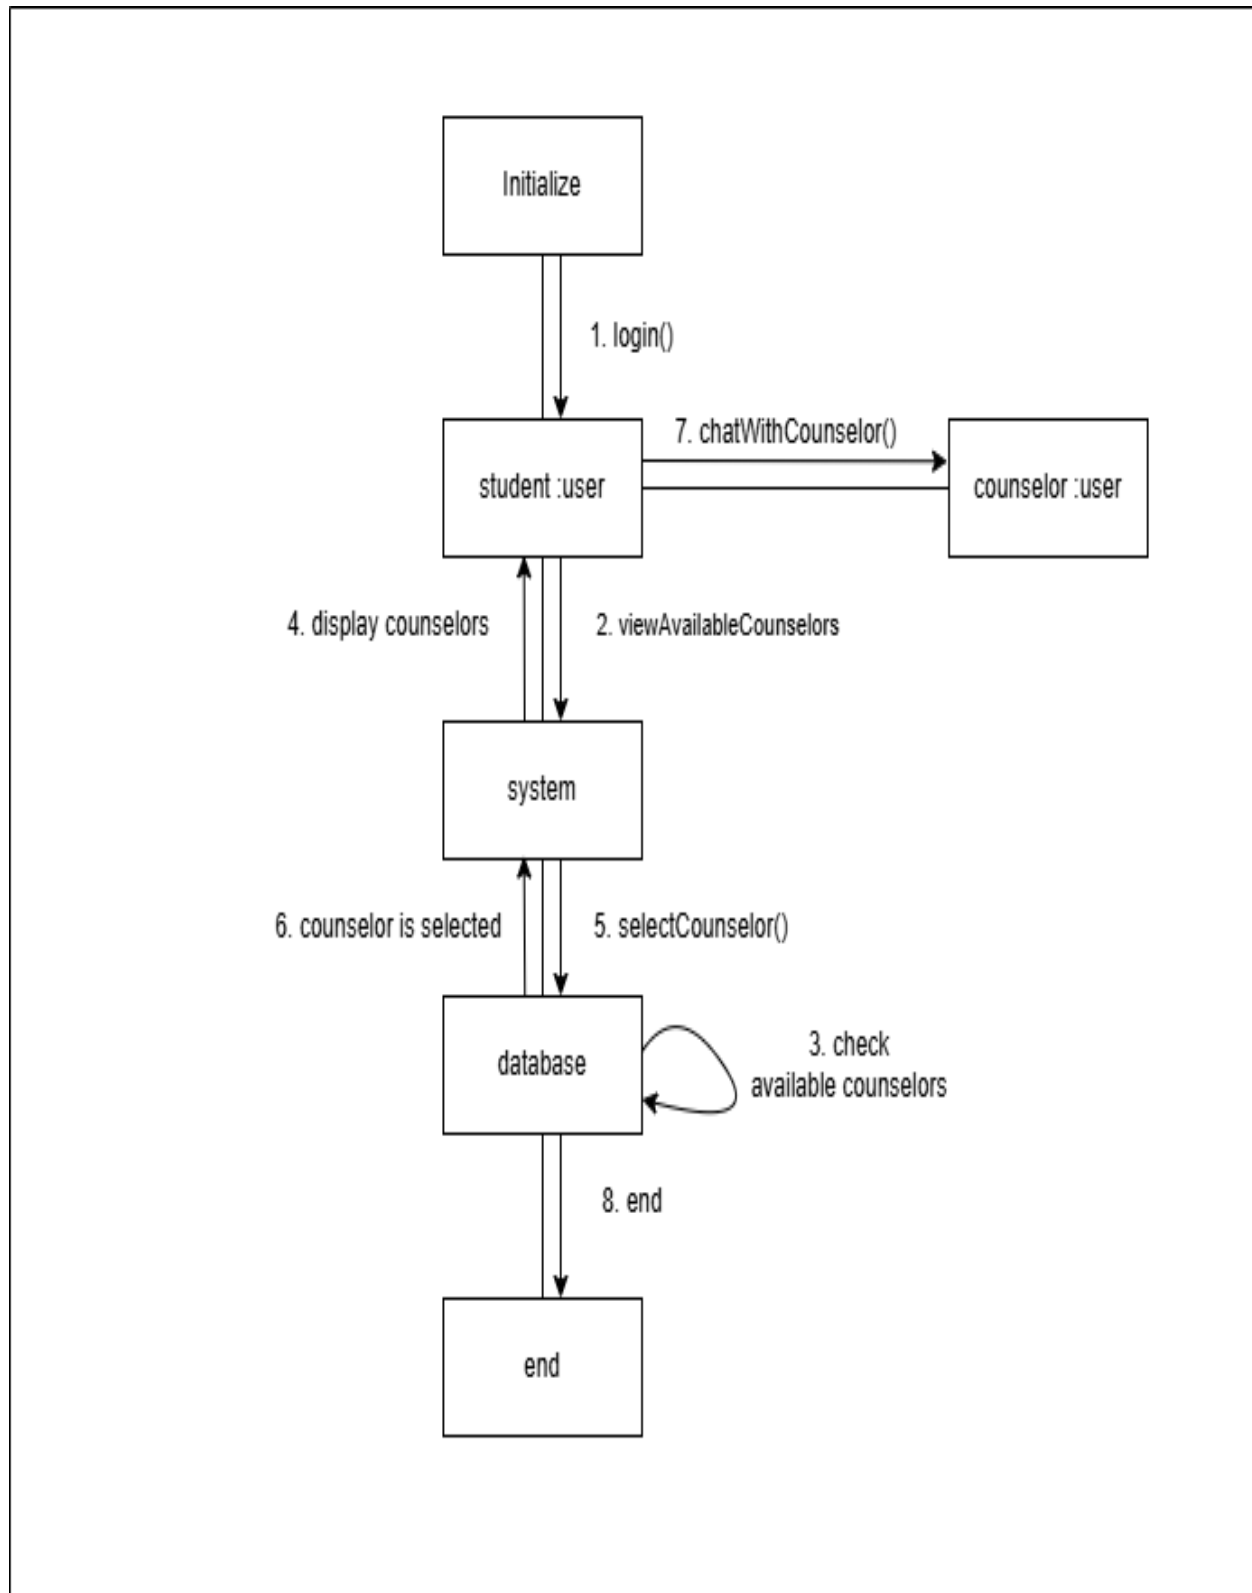 Initialize
1. login()
7. chatWithCounselor()
student :user
counselor :user
4. display counselors
2. viewAvailableCounselors
system
6. counselor is selected
5. selectCounselor()
3. check
available counselors
database
8. end
end